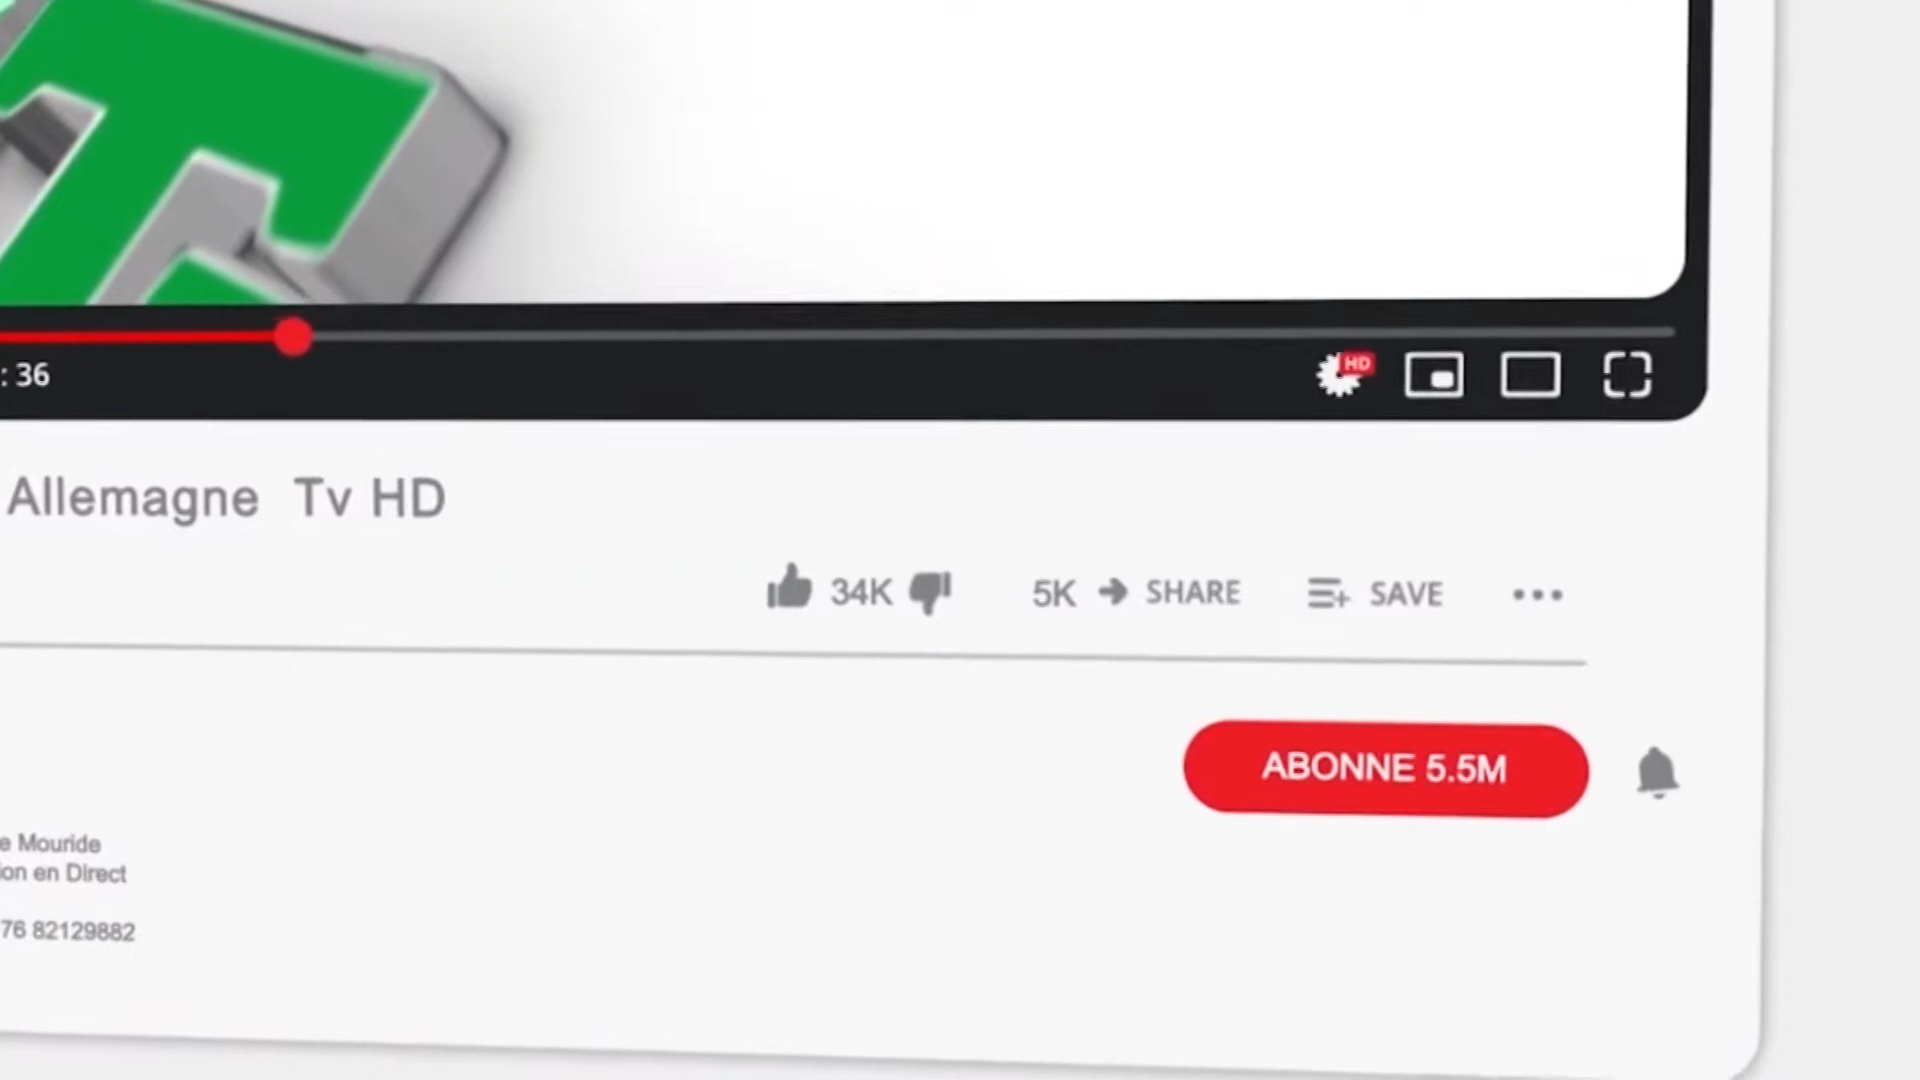 HD
: 36
Allemagne Tv HD
34K 5K SHARE SAVE
ABONNE 5.5M
e Mouride
ion en Direct
76 82129882